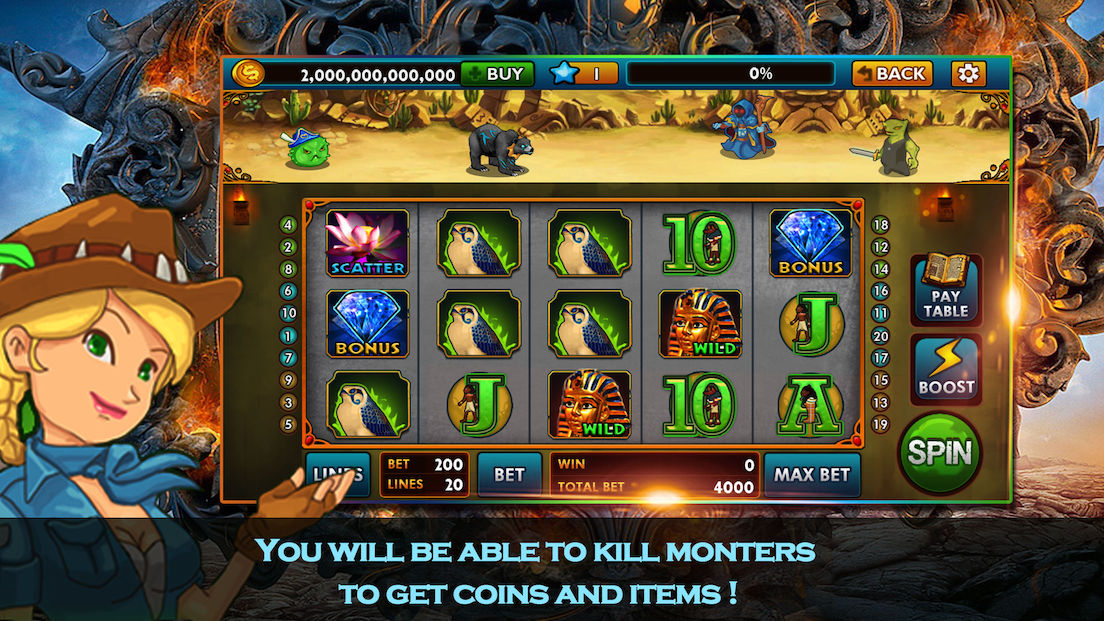 2,000,000,000,000 BUY 1 0% BACK
4 18
SCATTER 10 BONUS
2 12
8 14
6 16
PAY
TABLE
10 11
1 J 20
BONUS WILD
7 17
BOOST
9 15
3 J 10 A 13
WILD
5 19
SPIN
LINES BET 200 BET WIN 0 MAX BET
LINES 20 TOTAL BET 4000
YOU WILL BE ABLE TO KILL MONTERS
TO GET COINS AND ITEMS !